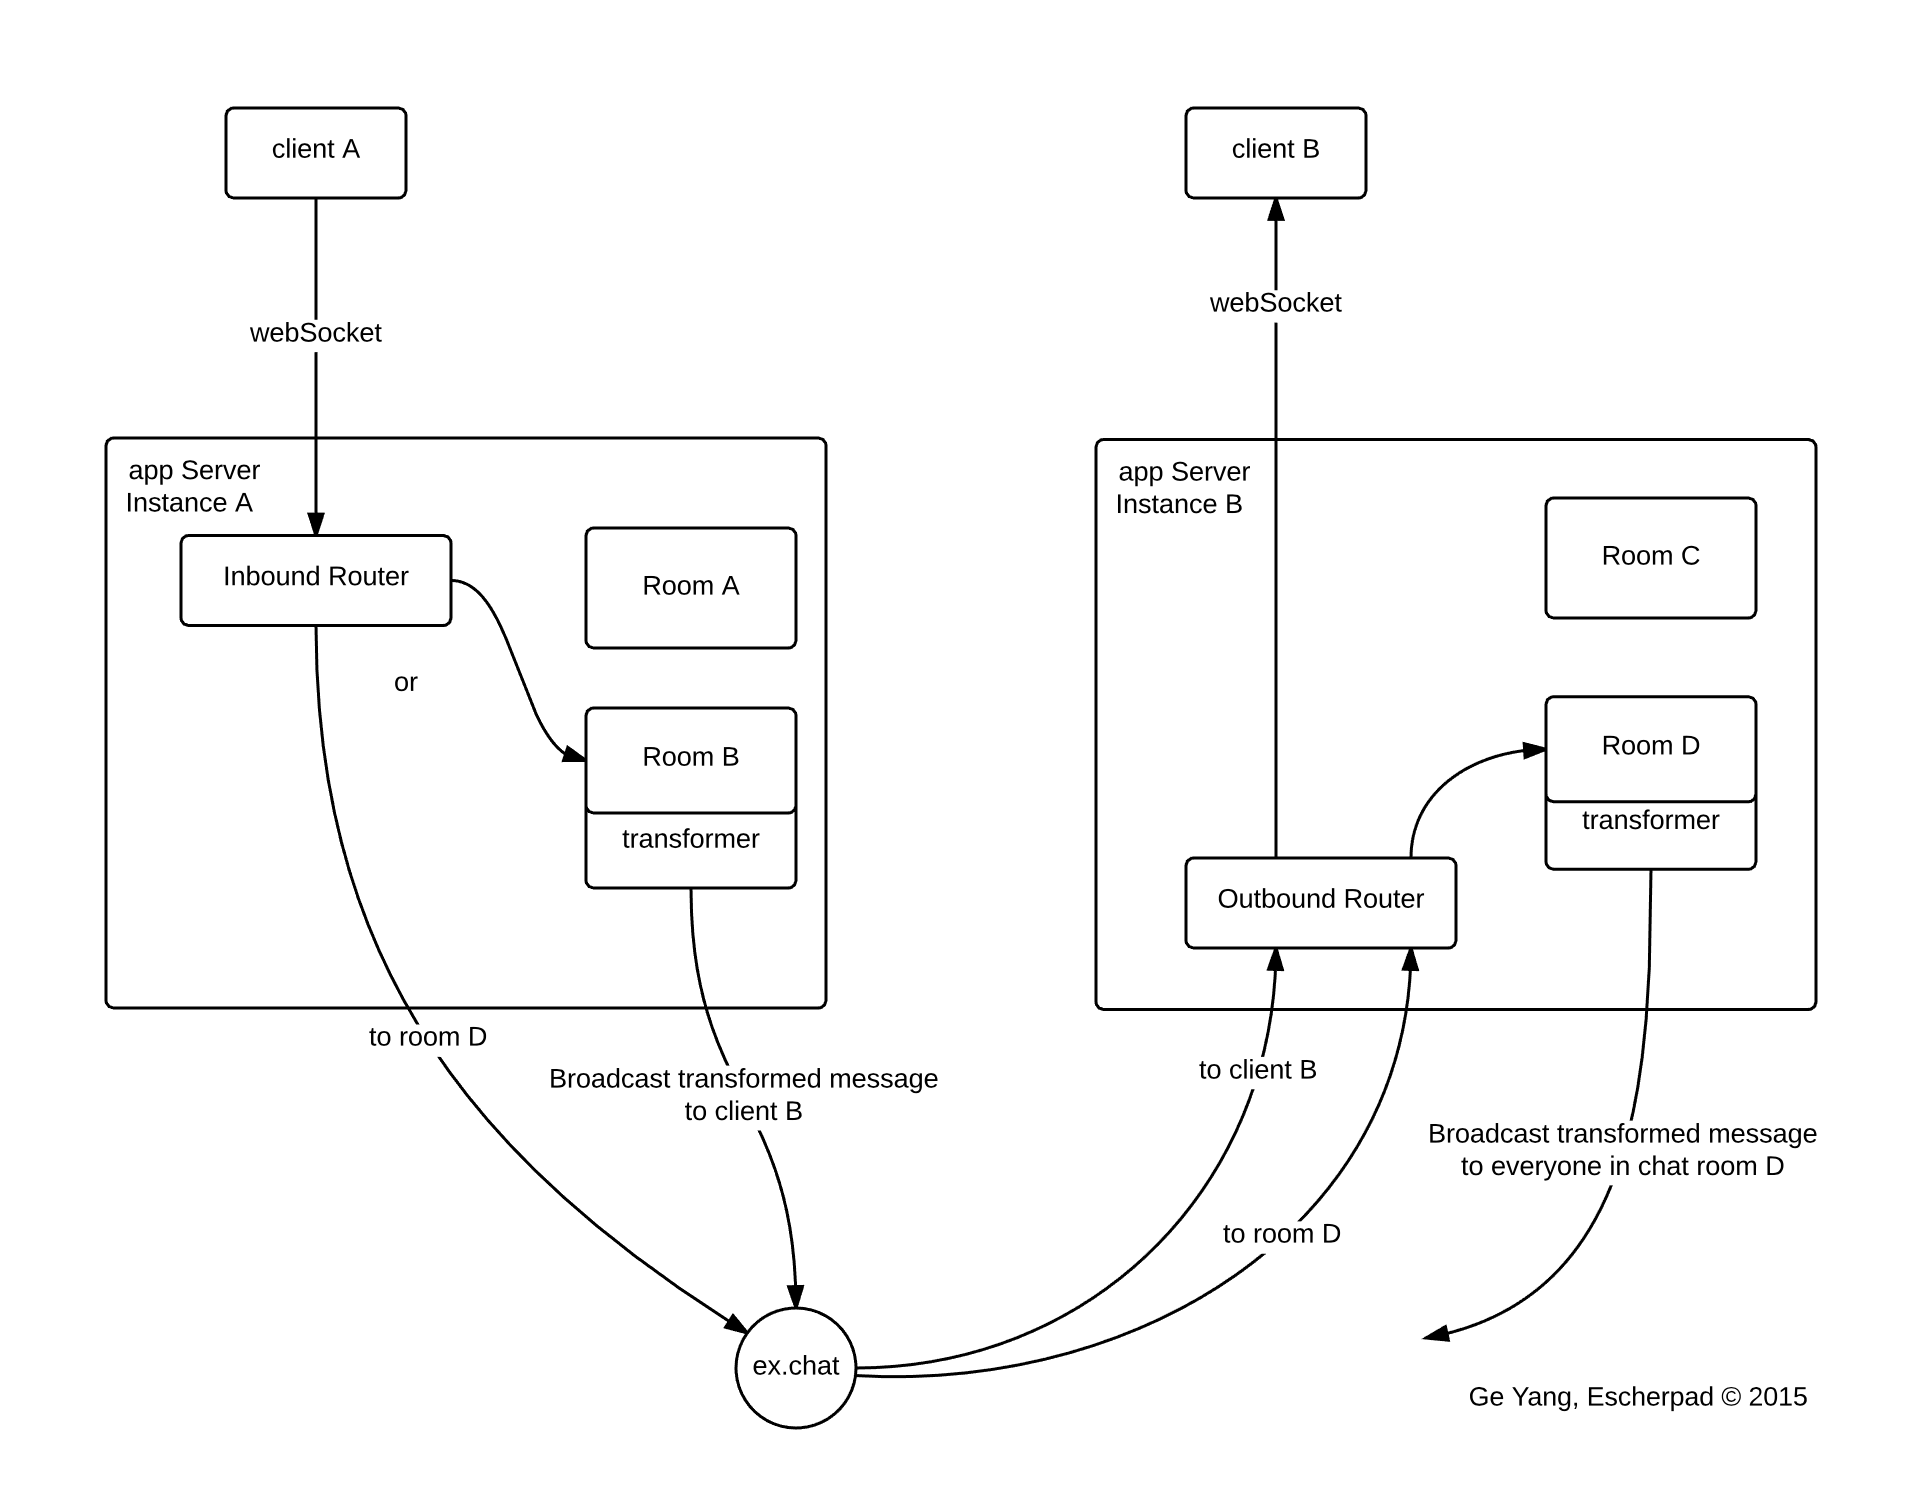 client A
client B
webSocket
webSocket
app Server
Instance A
Inbound Router
or
Room A
Room B
transformer
app Server
Instance B
Room C
Room D
transformer
Outbound Router
to room D
Broadcast transformed message
to client B
to client B
to room D
Broadcast transformed message
to everyone in chat room D
ex.chat
Ge Yang, Escherpad © 2015